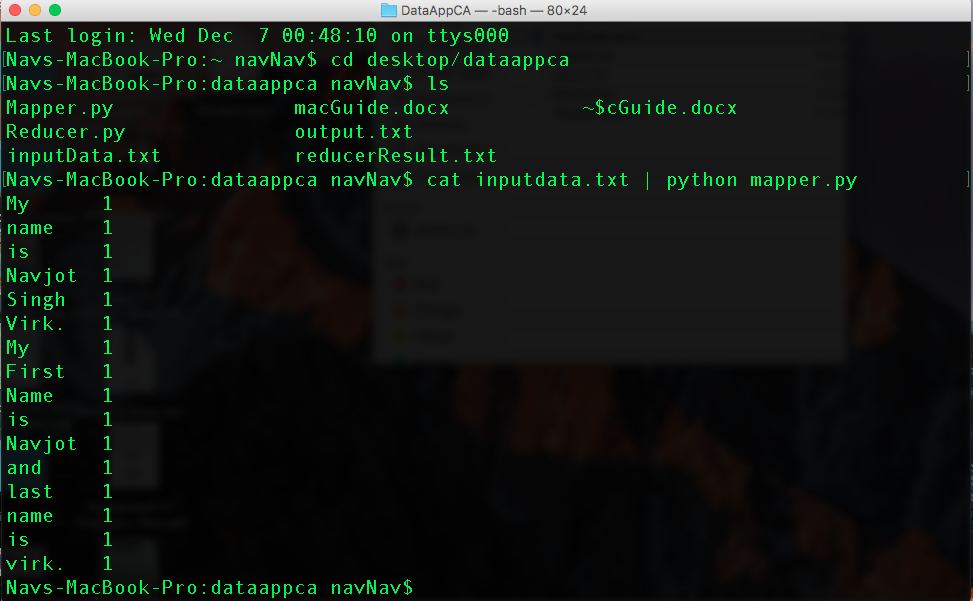 DataAppCA — -bash — 80×24
Last login: Wed Dec  7 00:48:10 on ttys000
[Navs-MacBook-Pro:~ navNav$ cd desktop/dataappca ]
[Navs-MacBook-Pro:dataappca navNav$ ls ]
Mapper.py macGuide.docx ~$cGuide.docx
Reducer.py output.txt
inputData.txt reducerResult.txt
[Navs-MacBook-Pro:dataappca navNav$ cat inputdata.txt | python mapper.py ]
My 1
name 1
is 1
Navjot 1
Singh 1
Virk. 1
My 1
First 1
Name 1
is 1
Navjot 1
and 1
last 1
name 1
is 1
virk. 1
Navs-MacBook-Pro:dataappca navNav$